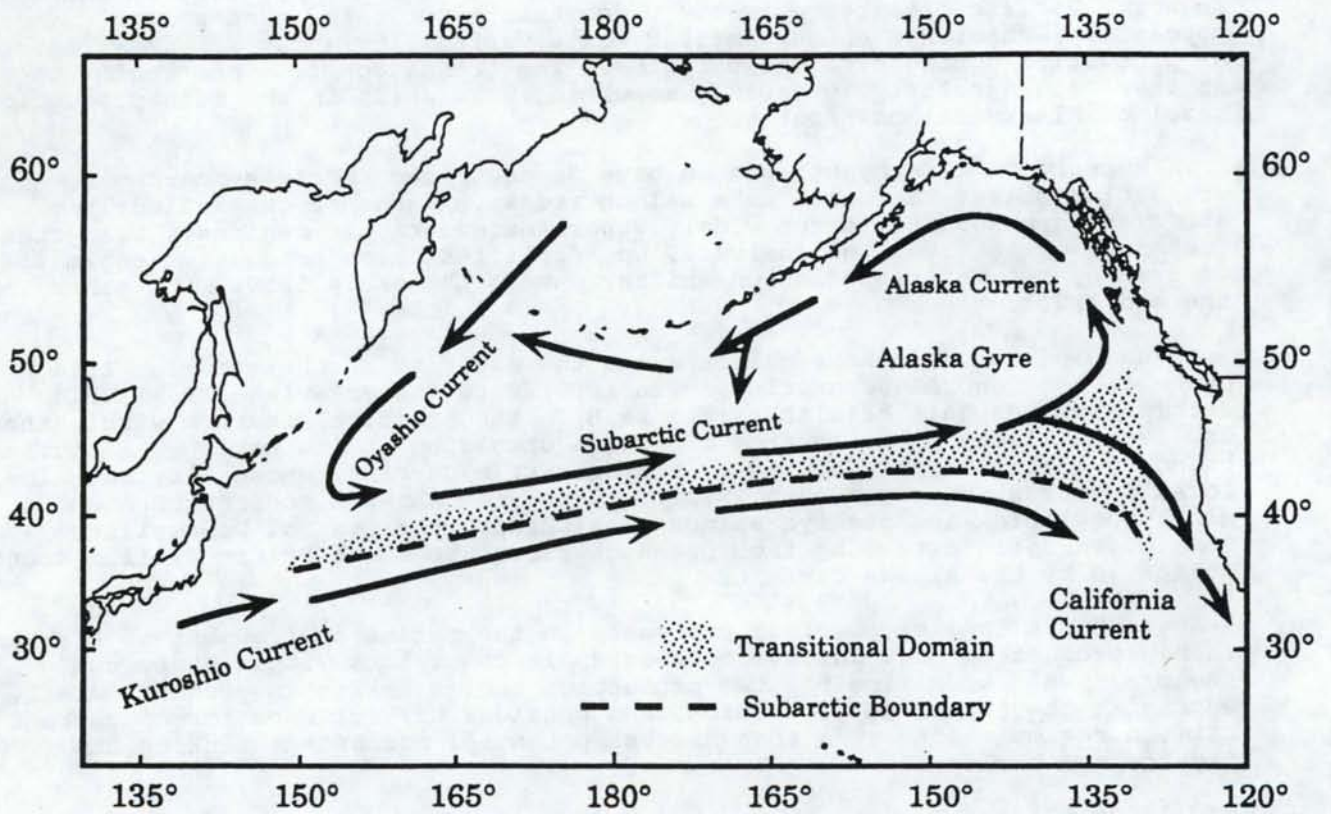 135° 150° 165° 180° 165° 150° 135° 120°
60° 60°
Alaska Current
50° Alaska Gyre 50°
Oyashio Current
Subarctic Current
40° 40°
California
Current
30° Transitional Domain 30°
Kuroshio Current
Subarctic Boundary
135° 150° 165° 180° 165° 150° 135° 120°